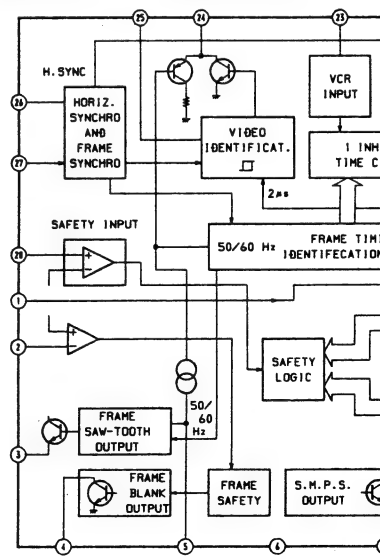 25
24
23
H.SYNC
VCR
INPUT
26
HORIZ.
SYNCHRO
AND
FRAME
SYNCHRO
VIDEO
IDENTIFICAT.
1 INH
TIME C
27
2µs
SAFETY INPUT
50/60 Hz
FRAME TIM
IDENTIFECATION
28
+
-
1
+
-
2
SAFETY
LOGIC
50/
60
Hz
FRAME
SAW-TOOTH
OUTPUT
3
FRAME
BLANK
OUTPUT
FRAME
SAFETY
S.M.P.S.
OUTPUT
4
5
6